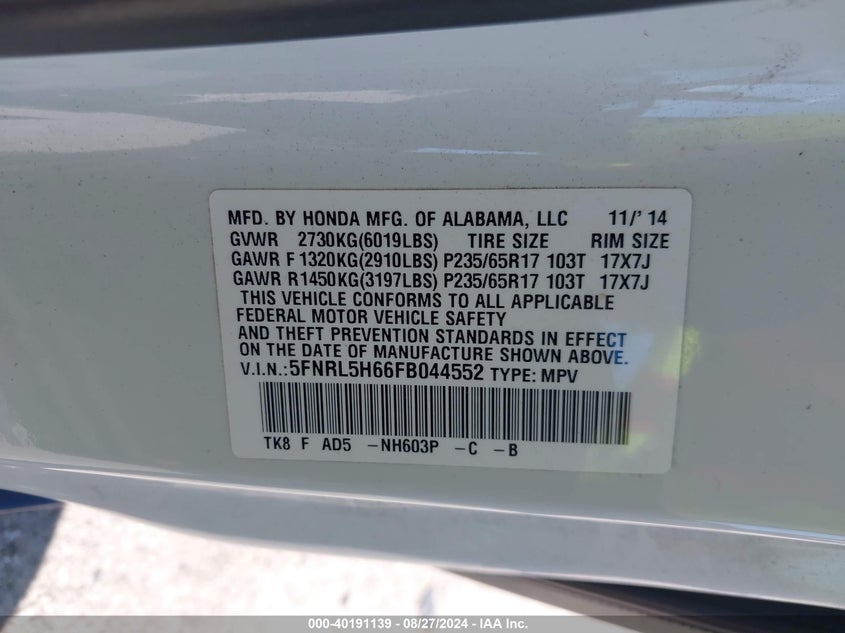 MFD. BY HONDA MFG. OF ALABAMA, LLC 11/' 14
GVWR 2730KG(6019LBS) TIRE SIZE RIM SIZE
GAWR F 1320KG(2910LBS) P235/65R17 103T 17X7J
GAWR R1450KG(3197LBS) P235/65R17 103T 17X7J
THIS VEHICLE CONFORMS TO ALL APPLICABLE
FEDERAL MOTOR VEHICLE SAFETY
AND THEFT PREVENTION STANDARDS IN EFFECT
ON THE DATE OF MANUFACTURE SHOWN ABOVE.
V.I.N.:5FNRL5H66FB044552 TYPE: MPV
TK8 F AD5 -NH603P -C -B
000-40191139 - 08/27/2024 - IAA Inc.